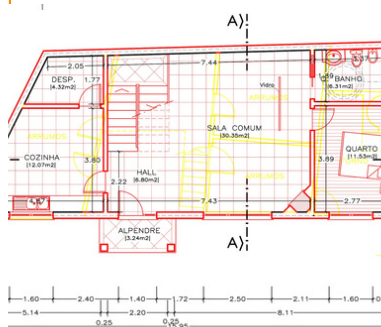 A)
7.44
3.37
2.05
DESP.
(4.32m2)
1.77
Vidro
BANHO
(6.31m2)
SALA COMUM
(30.35m2)
ARRUMOS
COZINHA
(12.07m2)
3.80
3.89
QUARTO
(11.53m2)
HALL
(6.80m2)
2.22
ARRUMOS
7.43
2.77
ALPENDRE
(3.24m2)
A)
1.60 2.40 1.40 1.72 2.50 2.11 1.60
5.14 2.20 8.11
0.25 0.25